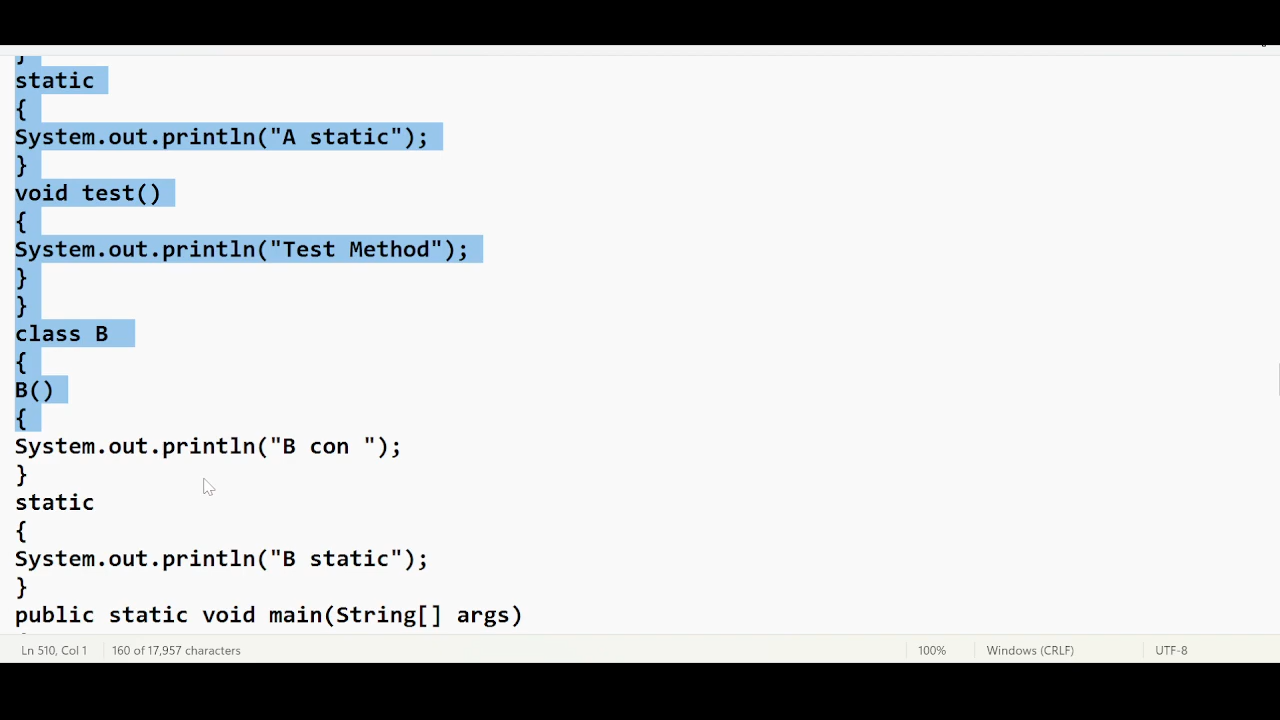 }
static
{
System.out.println("A static");
}
void test()
{
System.out.println("Test Method");
}
}
class B
{
B()
{
System.out.println("B con ");
}
static
{
System.out.println("B static");
}
public static void main(String[] args)
Ln 510, Col 1 160 of 17,957 characters 100% Windows (CRLF) UTF-8